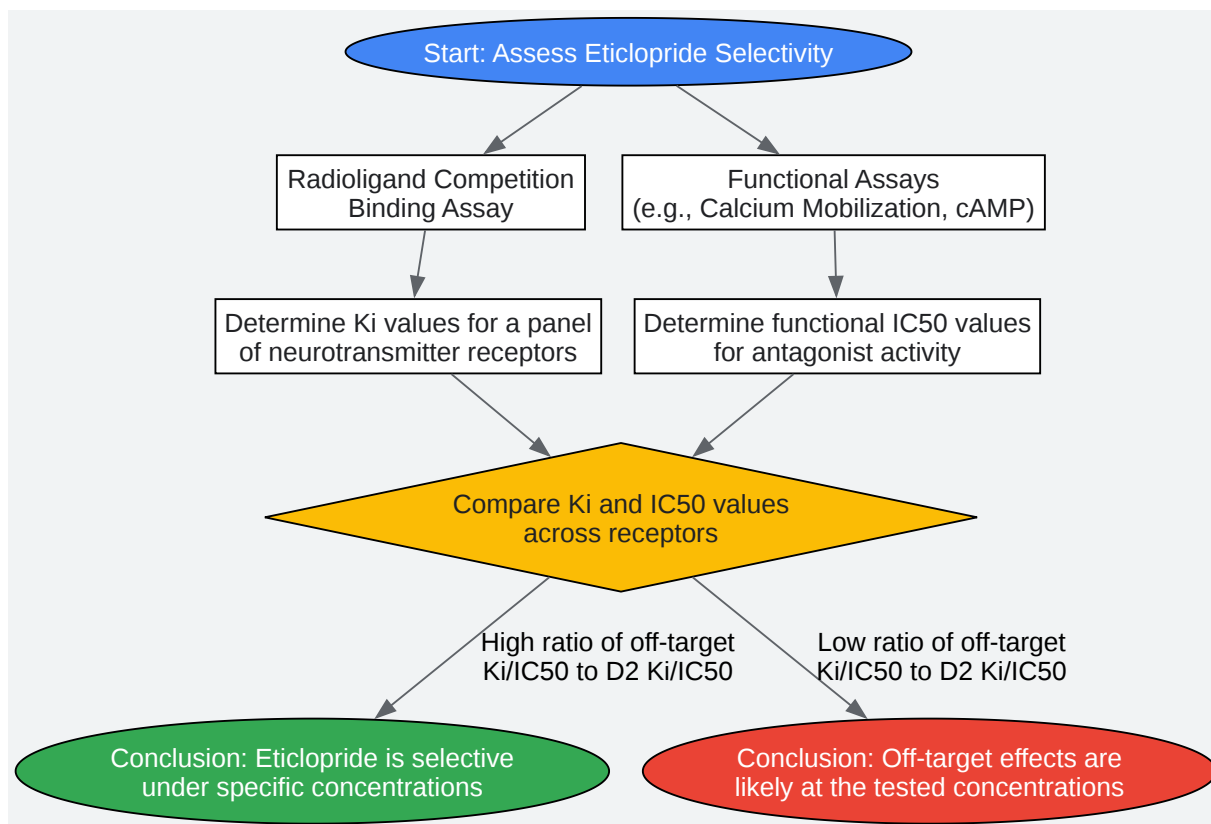 Start: Assess Eticlopride Selectivity
Radioligand Competition
Binding Assay
Functional Assays
(e.g., Calcium Mobilization, cAMP)
Determine Ki values for a panel
of neurotransmitter receptors
Determine functional IC50 values
for antagonist activity
Compare Ki and IC50 values
across receptors
High ratio of off-target
Ki/IC50 to D2 Ki/IC50
Low ratio of off-target
Ki/IC50 to D2 Ki/IC50
Conclusion: Eticlopride is selective
under specific concentrations
Conclusion: Off-target effects are
likely at the tested concentrations